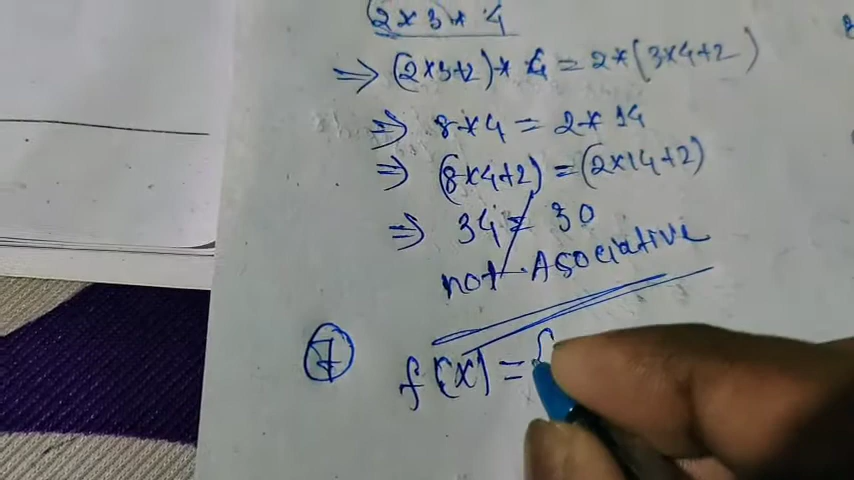 (2*3*4
⇒ (2×3+2)* 4 = 2*(3×4+2)
⇒ 8*4 = 2*14
⇒ (8×4+2) = (2×14+2)
⇒ 34 ≠ 30
not Asociative
⑦ f(x) =